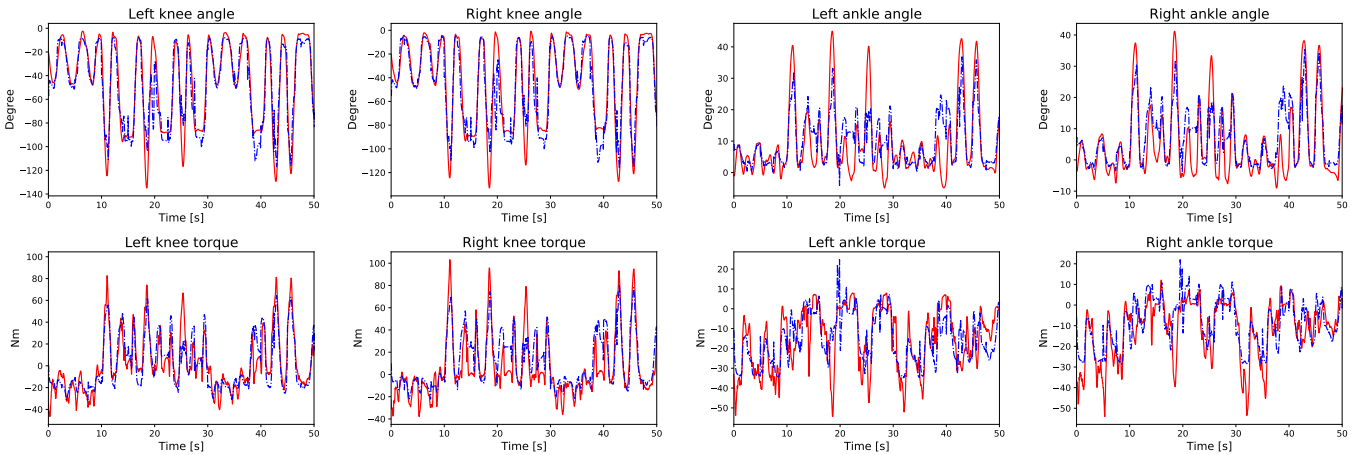 Left knee angle
Degree
0
−20
−40
−60
−80
−100
−120
−140
0 10 20 30 40 50
Time [s]
Right knee angle
Degree
0
−20
−40
−60
−80
−100
−120
0 10 20 30 40 50
Time [s]
Left ankle angle
Degree
40
30
20
10
0
0 10 20 30 40 50
Time [s]
Right ankle angle
Degree
40
30
20
10
0
−10
0 10 20 30 40 50
Time [s]
Left knee torque
Nm
100
80
60
40
20
0
−20
−40
0 10 20 30 40 50
Time [s]
Right knee torque
Nm
100
80
60
40
20
0
−20
−40
0 10 20 30 40 50
Time [s]
Left ankle torque
Nm
20
10
0
−10
−20
−30
−40
−50
0 10 20 30 40 50
Time [s]
Right ankle torque
Nm
20
10
0
−10
−20
−30
−40
−50
0 10 20 30 40 50
Time [s]